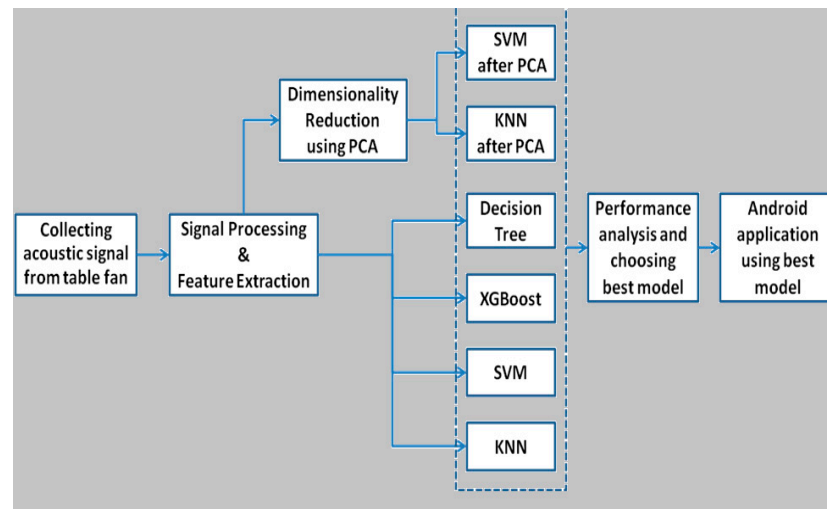 Collecting
acoustic signal
from table fan
Signal Processing
&
Feature Extraction
Dimensionality
Reduction
using PCA
SVM
after PCA
KNN
after PCA
Decision
Tree
XGBoost
SVM
KNN
Performance
analysis and
choosing
best model
Android
application
using best
model